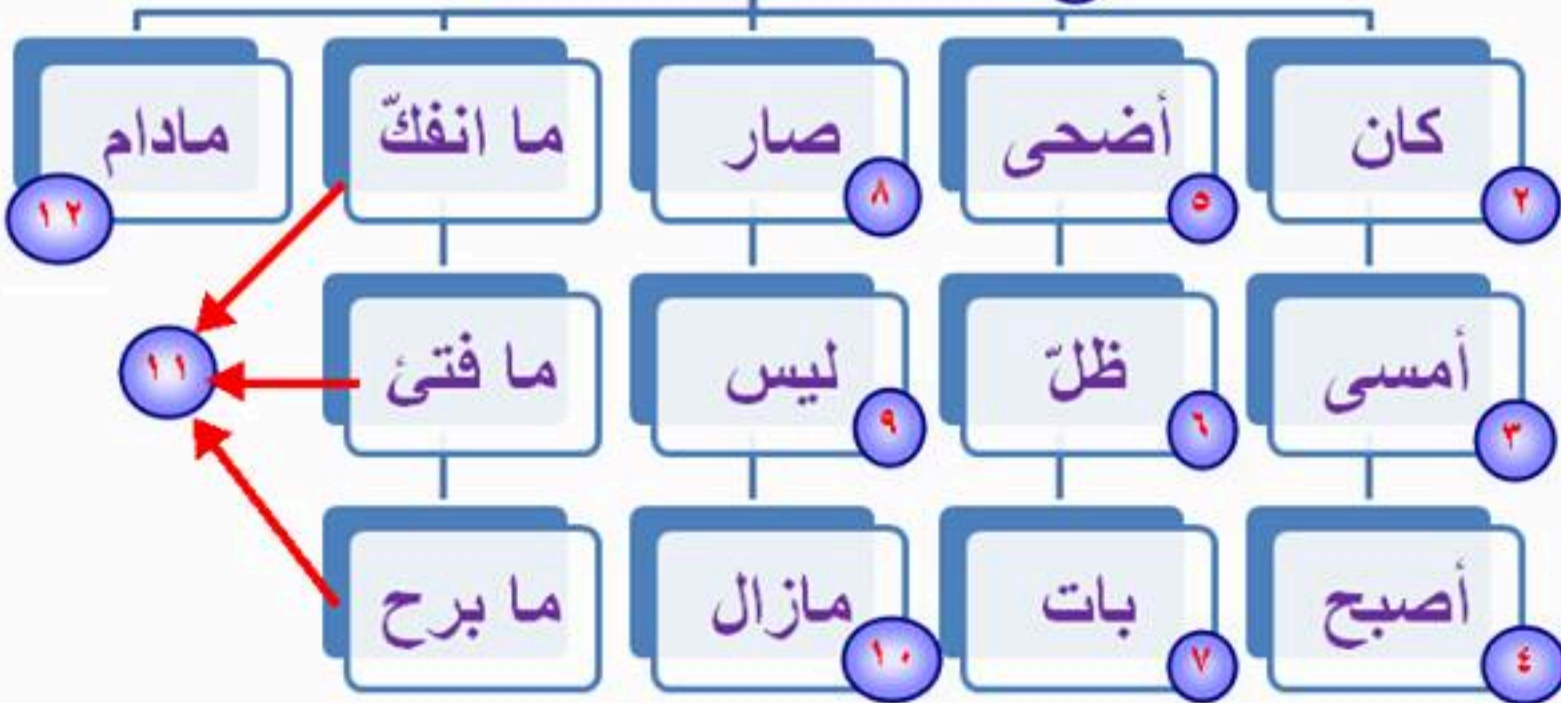 كان
٢
أمسى
٣
أصبح
٤
أضحى
٥
ظلّ
٦
بات
٧
صار
٨
ليس
٩
مازال
١٠
ما انفكّ
ما فتئ
ما برح
١١
مادام
١٢